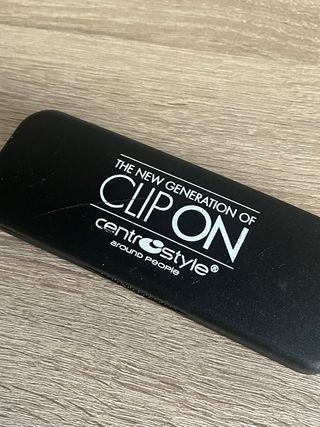 THE NEW GENERATION OF
CLIP ON
centrostyle®
around people